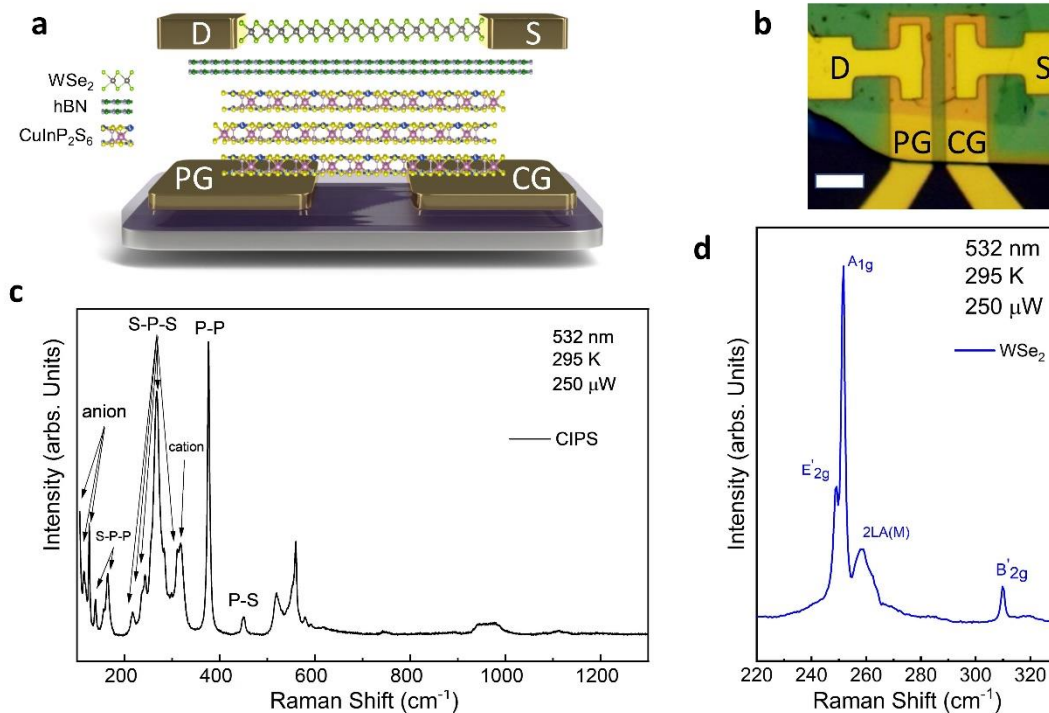 a
D
S
WSe2
hBN
CuInP2S6
PG
CG
b
D
S
PG
CG
c
S-P-S
P-P
532 nm
295 K
250 μW
anion
cation
CIPS
S-P-P
P-S
Intensity (arbs. Units)
200
400
600
800
1000
1200
Raman Shift (cm-1)
d
A1g
532 nm
295 K
250 μW
WSe2
E'2g
2LA(M)
B'2g
Intensity (arbs. Units)
220
240
260
280
300
320
Raman Shift (cm-1)